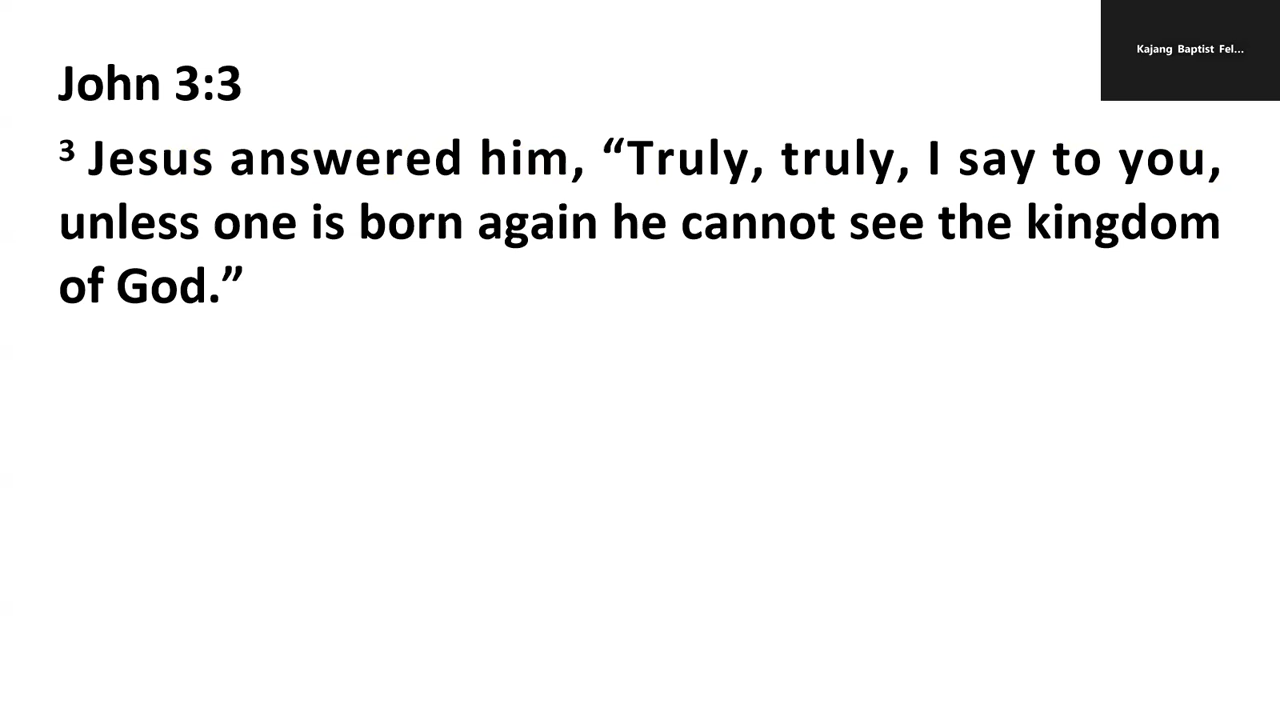 Kajang Baptist Fel...
John 3:3
³ Jesus answered him, “Truly, truly, I say to you,
unless one is born again he cannot see the kingdom
of God.”